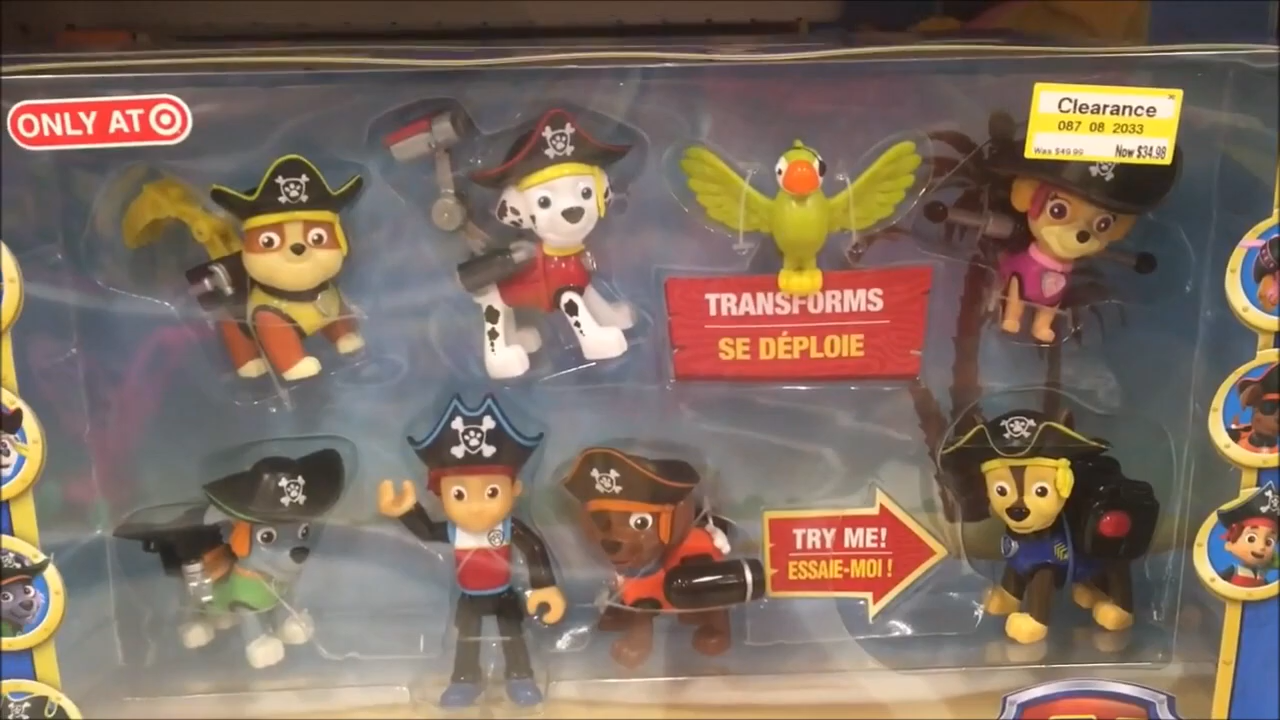 ONLY AT
Clearance
087 08 2033
Was $49.99 Now $34.98
TRANSFORMS
SE DÉPLOIE
TRY ME!
ESSAIE-MOI !